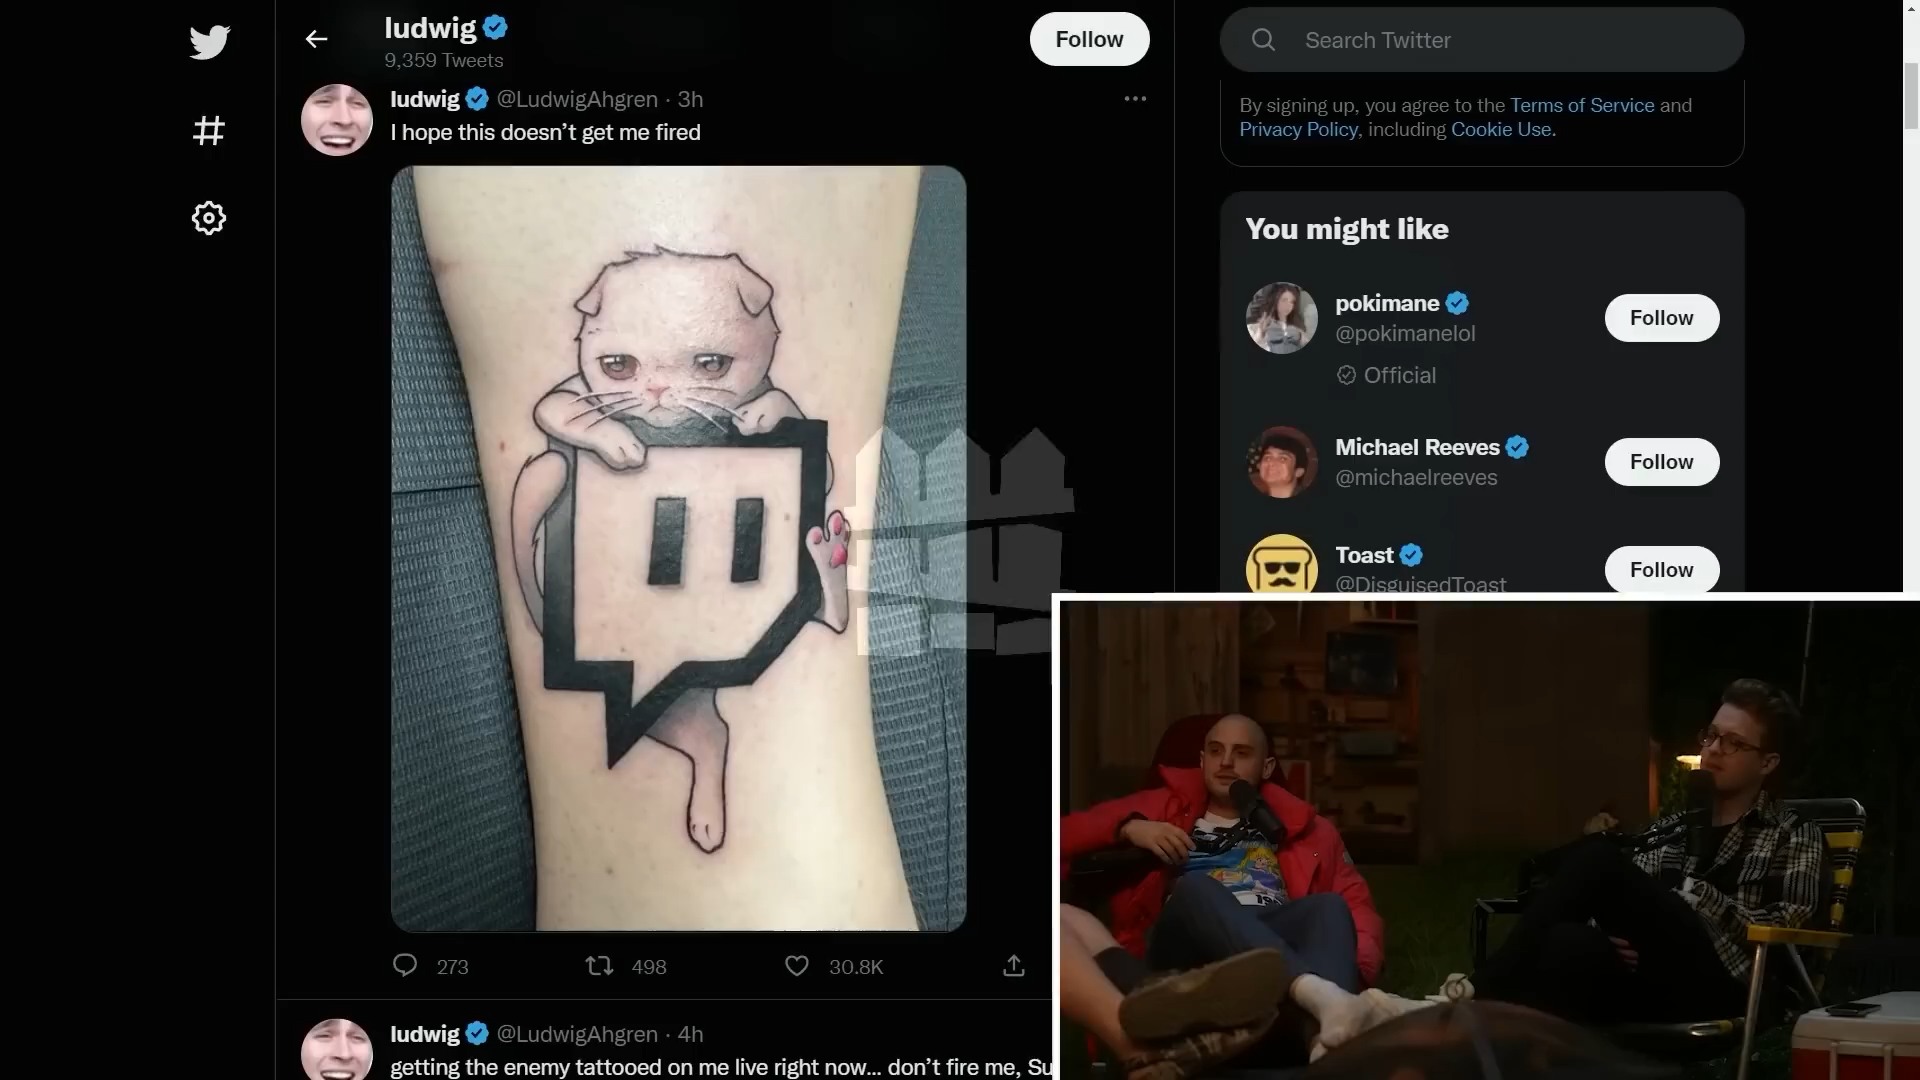 ludwig
9,359 Tweets
Follow
Search Twitter
ludwig @LudwigAhgren · 3h
I hope this doesn’t get me fired
By signing up, you agree to the Terms of Service and
Privacy Policy, including Cookie Use.
You might like
pokimane
@pokimanelol
Official
Follow
Michael Reeves
@michaelreeves
Follow
Toast
@DisguisedToast
Follow
273
498
30.8K
ludwig @LudwigAhgren · 4h
getting the enemy tattooed on me live right now... don’t fire me, Su